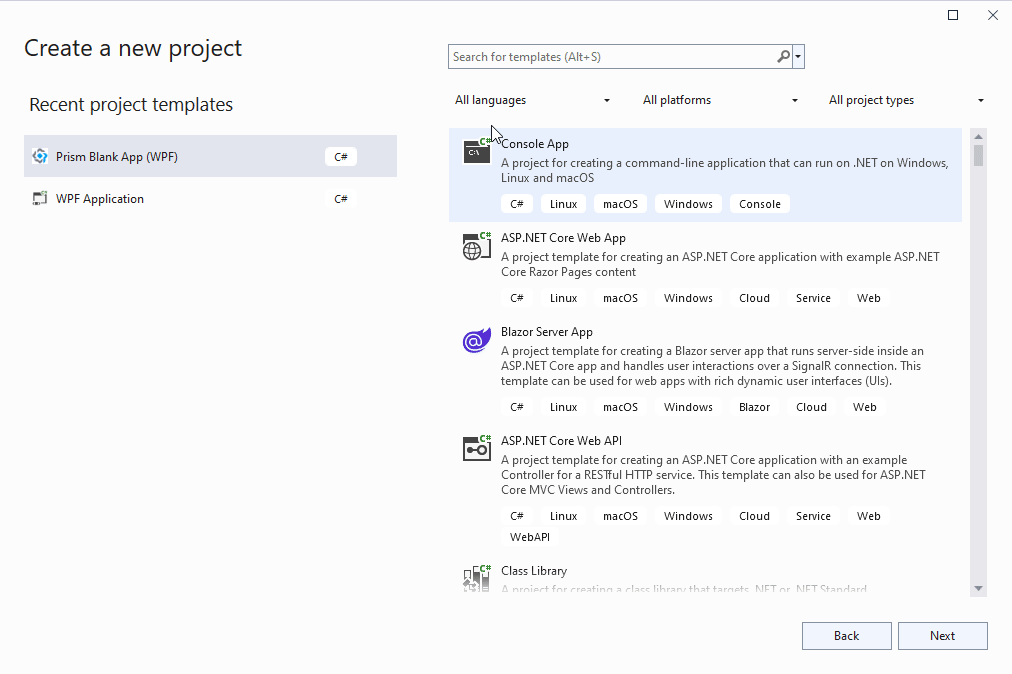 Create a new project
Search for templates (Alt+S)
Recent project templates
All languages
All platforms
All project types
Prism Blank App (WPF)
C#
WPF Application
C#
C#
C:\
Console App
A project for creating a command-line application that can run on .NET on Windows,
Linux and macOS
C# Linux macOS Windows Console
C#
ASP.NET Core Web App
A project template for creating an ASP.NET Core application with example ASP.NET
Core Razor Pages content
C# Linux macOS Windows Cloud Service Web
Blazor Server App
A project template for creating a Blazor server app that runs server-side inside an
ASP.NET Core app and handles user interactions over a SignalR connection. This
template can be used for web apps with rich dynamic user interfaces (UIs).
C# Linux macOS Windows Blazor Cloud Web
C#
ASP.NET Core Web API
A project template for creating an ASP.NET Core application with an example
Controller for a RESTful HTTP service. This template can also be used for ASP.NET
Core MVC Views and Controllers.
C# Linux macOS Windows Cloud Service Web
WebAPI
C#
Class Library
A project for creating a class library that targets .NET or .NET Standard
Back
Next